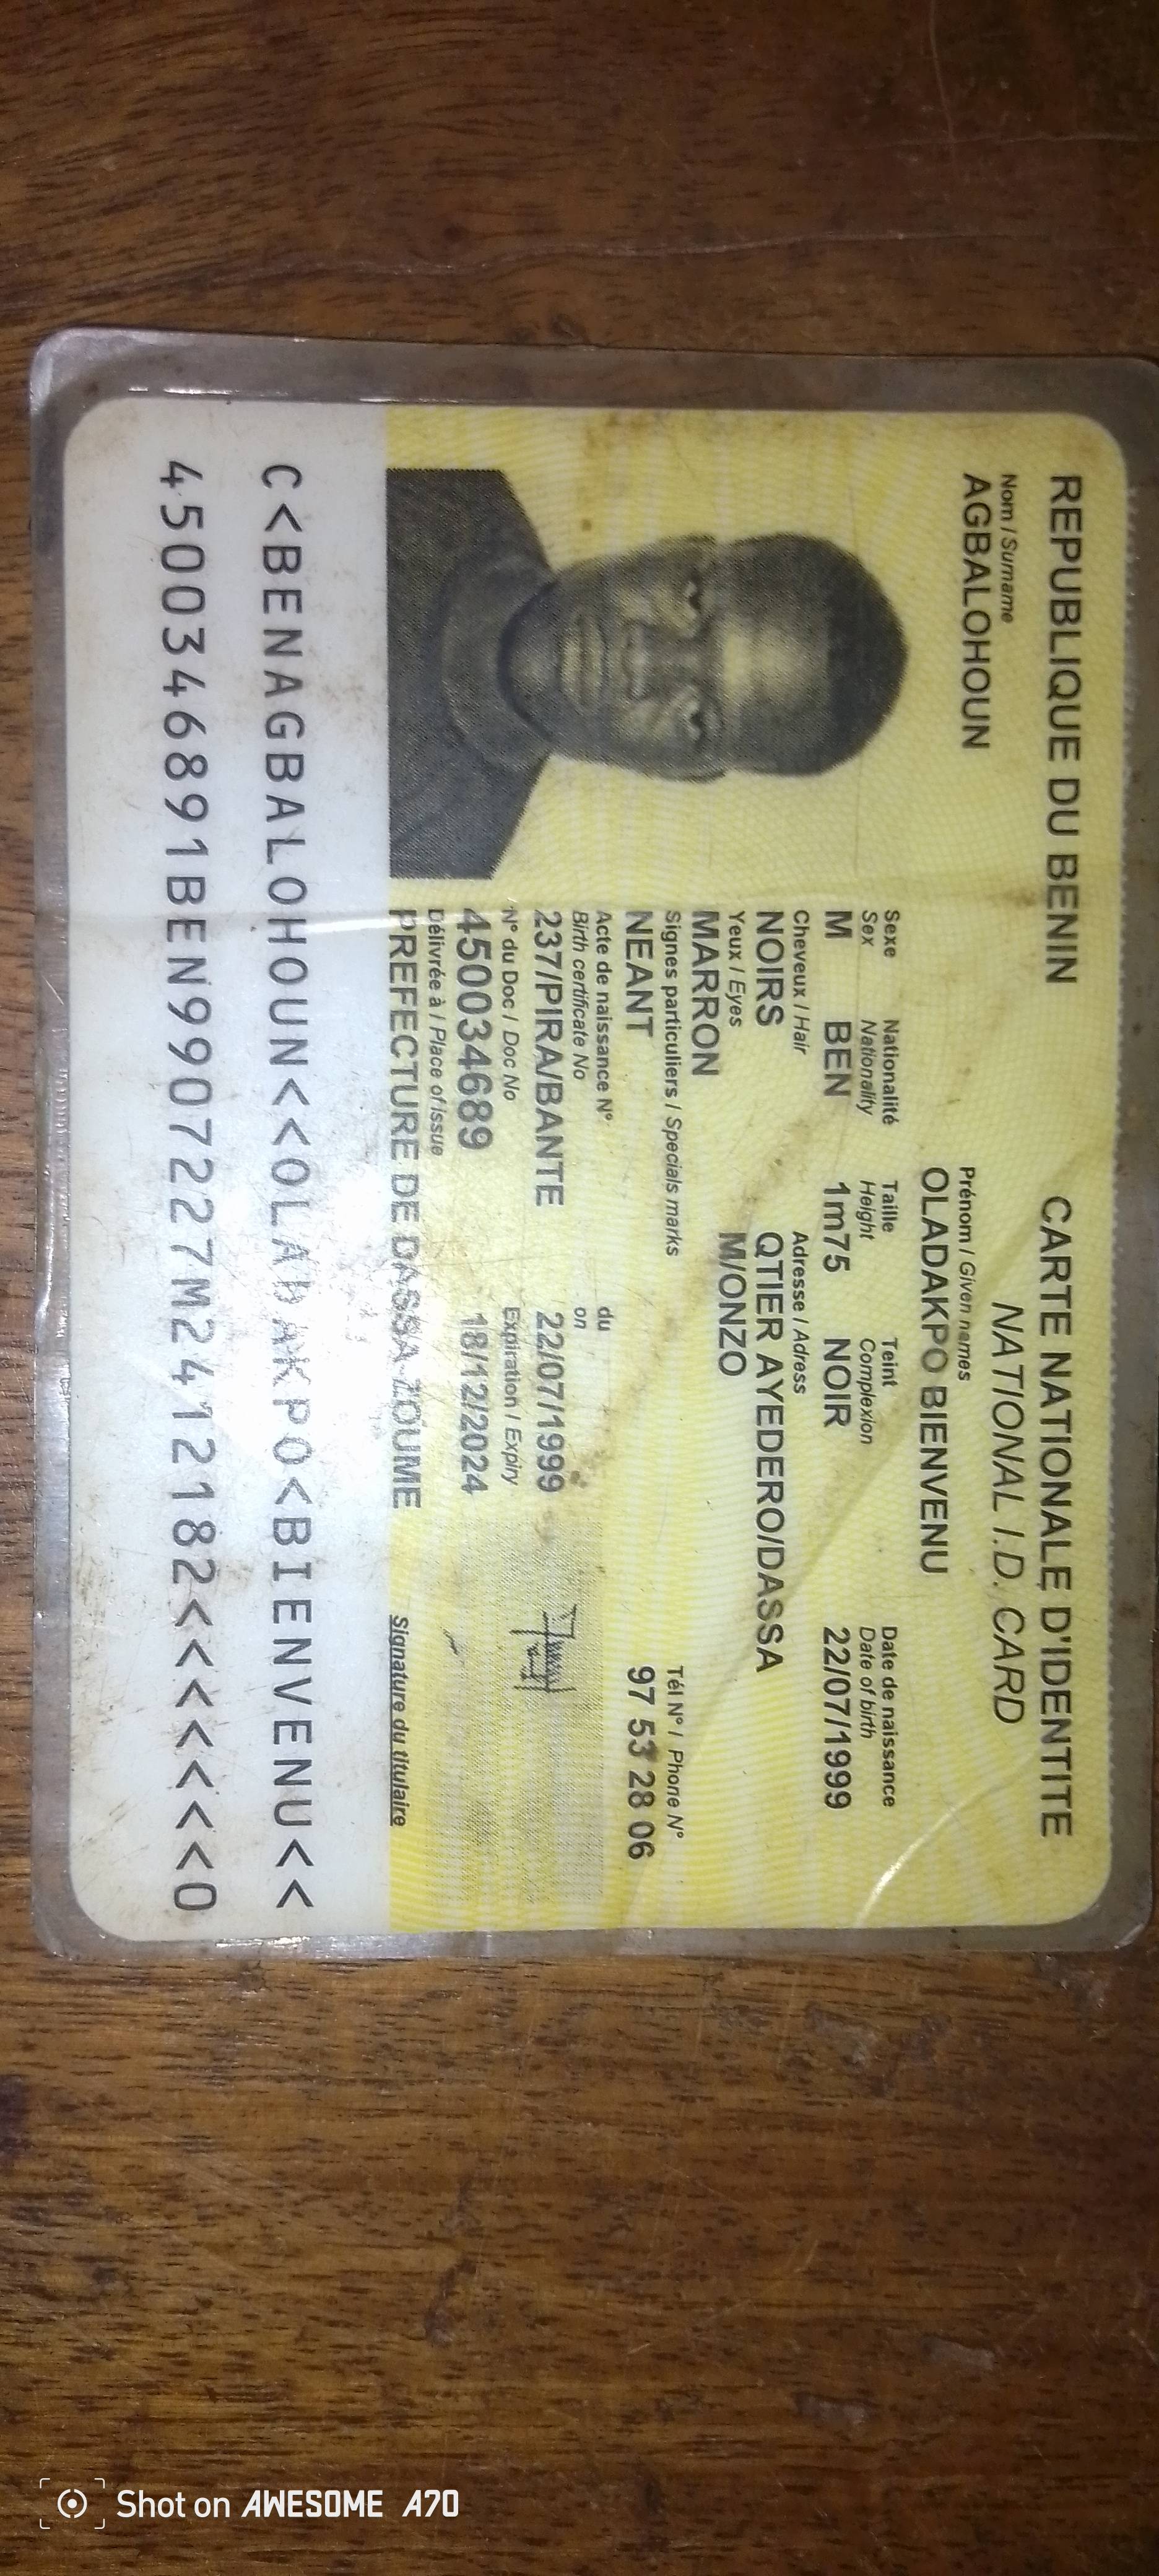 REPUBLIQUE DU BENIN
CARTE NATIONALE D'IDENTITE
NATIONAL I.D. CARD
Nom / Surname
AGBALOHOUN
Prénom / Given names
OLADAKPO BIENVENU
Sexe Nationalité Taille Teint Date de naissance
Sex Nationality Height Complexion Date of birth
M BEN 1m75 NOIR 22/07/1999
Cheveux / Hair Adresse / Adress
NOIRS QTIER AYEDERO/DASSA
Yeux / Eyes M/ONZO
MARRON
Signes particuliers / Specials marks Tél N° / Phone N°
NEANT 97 53 28 06
Acte de naissance N° du
Birth certificate No on
237/PIRA/BANTE 22/07/1999
N° du Doc / Doc No Expiration / Expiry
450034689 18/12/2024
Délivrée à / Place of issue
PREFECTURE DE DASSA-ZOUME
Signature du titulaire
C<BENAGBALOHOUN<<OLADAKPO<BIENVENU<<
4500346891BEN9907227M2412182<<<<<<<0
Shot on AWESOME A70